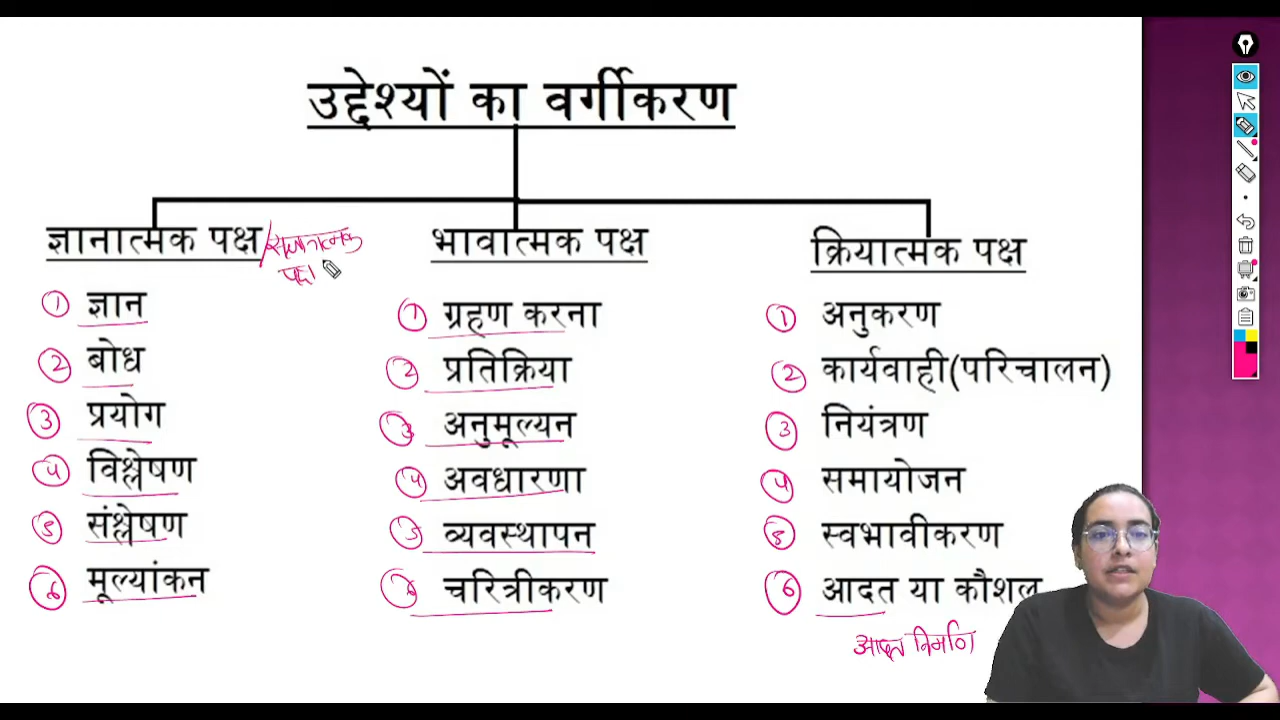 उद्देश्यों का वर्गीकरण
ज्ञानात्मक पक्ष/संज्ञानात्मक
पक्ष
① ज्ञान
② बोध
③ प्रयोग
④ विश्लेषण
⑤ संश्लेषण
⑥ मूल्यांकन
भावात्मक पक्ष
① ग्रहण करना
② प्रतिक्रिया
③ अनुमूल्यन
④ अवधारणा
⑤ व्यवस्थापन
⑥ चरित्रीकरण
क्रियात्मक पक्ष
① अनुकरण
② कार्यवाही(परिचालन)
③ नियंत्रण
④ समायोजन
⑤ स्वभावीकरण
⑥ आदत या कौशल
आदत निर्माण